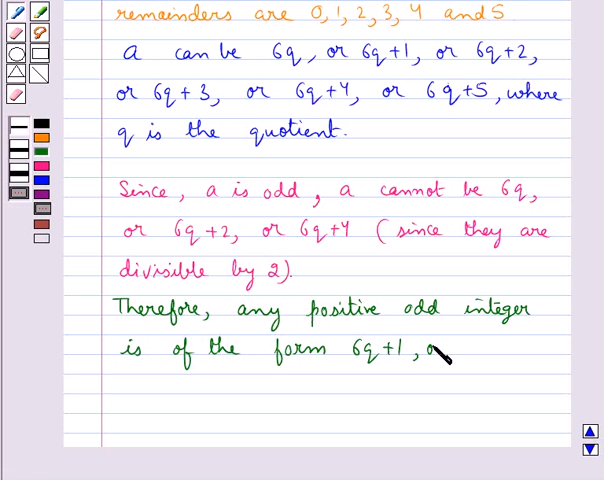 remainders are 0, 1, 2, 3, 4 and 5
a can be 6q, or 6q+1, or 6q+2,
or 6q+3, or 6q+4, or 6q+5, where
q is the quotient.
Since, a is odd, a cannot be 6q,
or 6q+2, or 6q+4 (since they are
divisible by 2).
Therefore, any positive odd integer
is of the form 6q+1, o